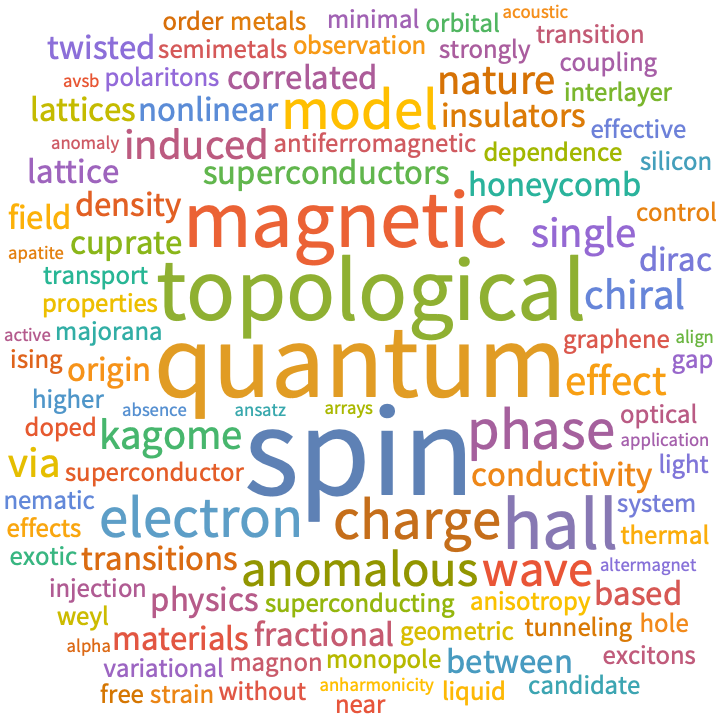 order metals minimal orbital acoustic
twisted semimetals observation strongly transition
avsb polaritons correlated nature coupling
lattices nonlinear model insulators interlayer
anomaly induced antiferromagnetic effective
lattice superconductors dependence silicon
honeycomb
field density magnetic single control
apatite cuprate dirac
transport topological chiral
properties
active majorana quantum graphene align
ising origin effect gap
higher absence ansatz arrays
doped kagome spin phase optical
application
via superconductor conductivity light
nematic electron charge hall system
effects thermal
exotic transitions anomalous wave altermagnet
injection physics superconducting anisotropy based
weyl
alpha materials fractional geometric tunneling hole
variational magnon monopole between excitons
free strain without anharmonicity liquid candidate
near